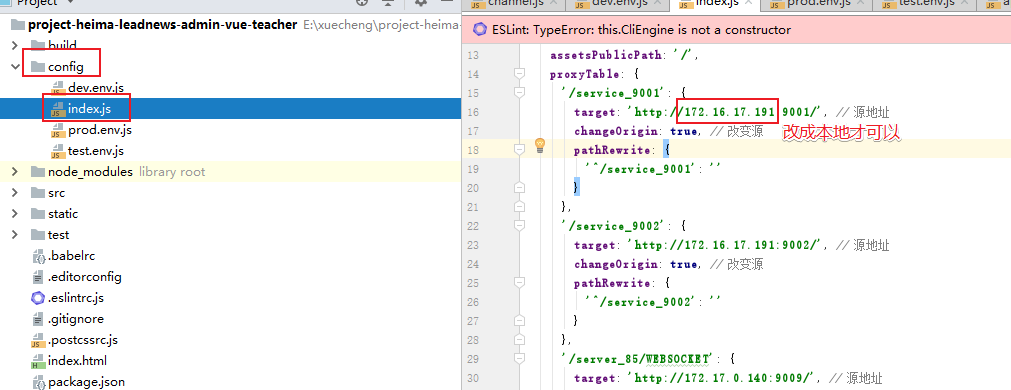 Project
project-heima-leadnews-admin-vue-teacher E:\xuecheng\project-heima-
build
config
dev.env.js
index.js
prod.env.js
test.env.js
node_modules library root
src
static
test
.babelrc
.editorconfig
.eslintrc.js
.gitignore
.postcssrc.js
index.html
package.json
channel.js dev.env.js index.js prod.env.js test.env.js
ESLint: TypeError: this.CliEngine is not a constructor
13 assetsPublicPath: '/',
14 proxyTable: {
15 '/service_9001': {
16 target: 'http://172.16.17.191:9001/', // 源地址
17 changeOrigin: true, // 改变源 改成本地才可以
18 pathRewrite: {
19 '^/service_9001': ''
20 }
21 },
22 '/service_9002': {
23 target: 'http://172.16.17.191:9002/', // 源地址
24 changeOrigin: true, // 改变源
25 pathRewrite: {
26 '^/service_9002': ''
27 }
28 },
29 '/server_85/WEBSOCKET': {
30 target: 'http://172.17.0.140:9009/', // 源地址